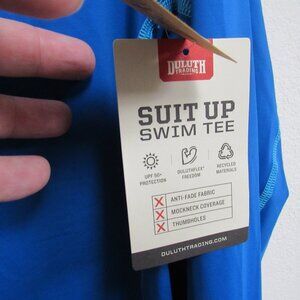 DULUTH
TRADING
SUIT UP
SWIM TEE
UPF 50+
PROTECTION
DULUTHFLEX®
FREEDOM
RECYCLED
MATERIALS
ANTI-FADE FABRIC
MOCKNECK COVERAGE
THUMBHOLES
DULUTHTRADING.COM